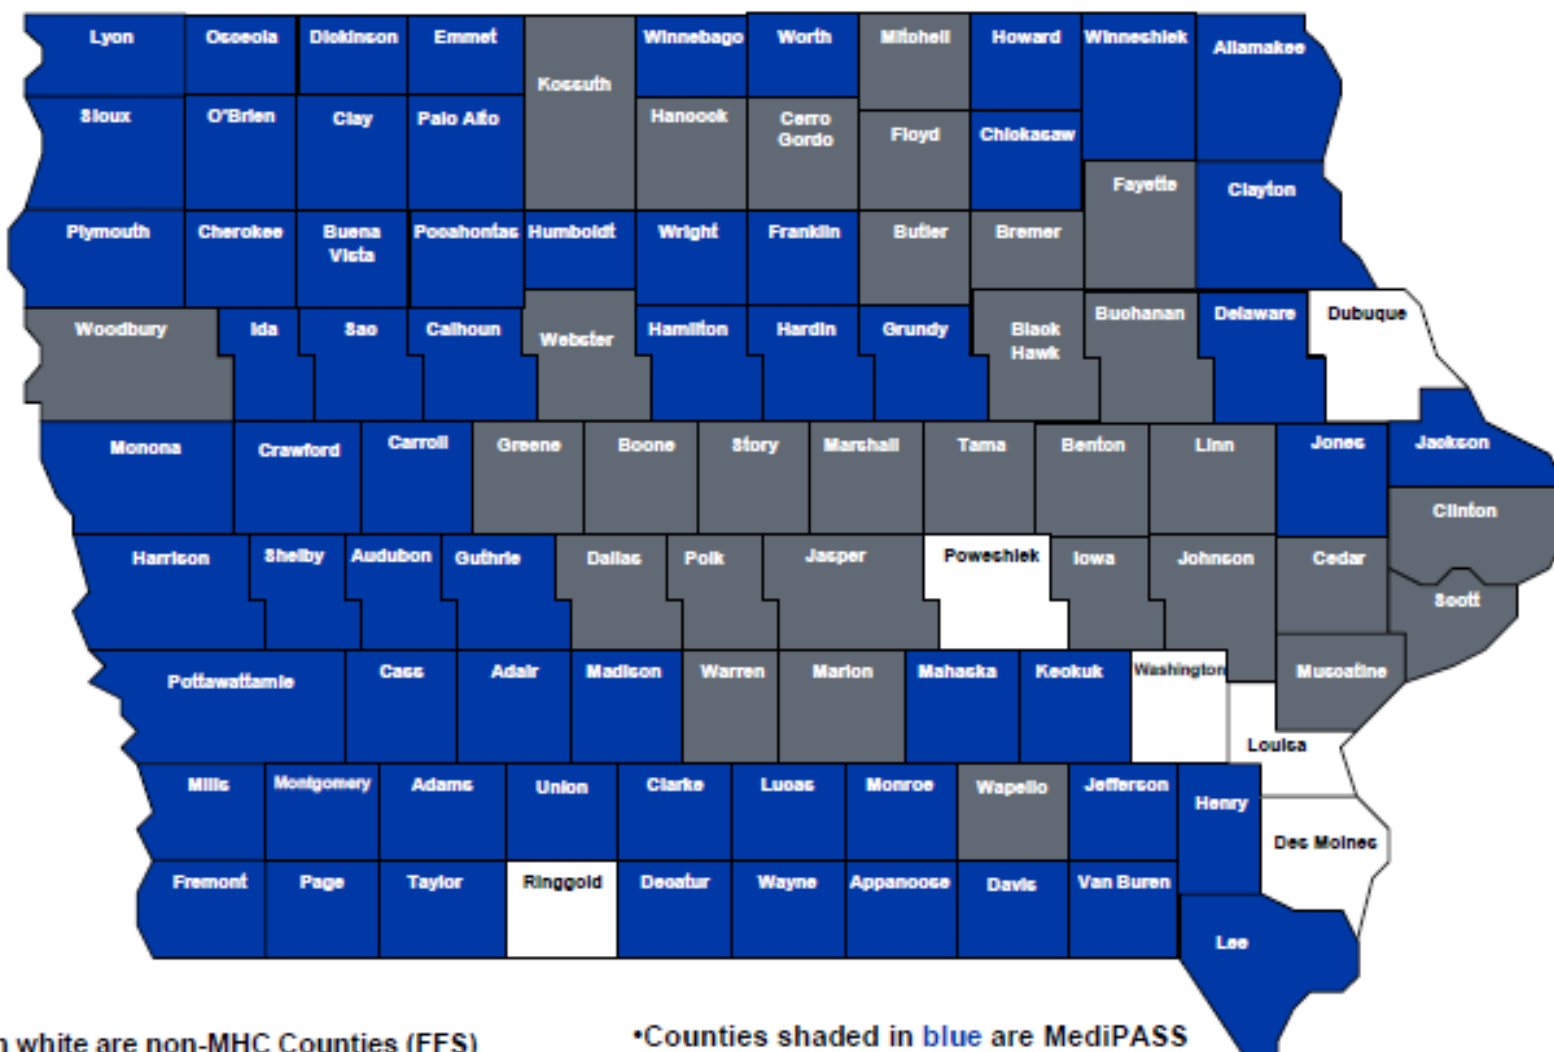 Lyon Osceola Dickinson Emmet Winnebago Worth Mitchell Howard Winneshiek Allamakee
Kossuth
Sioux O'Brien Clay Palo Alto Hancock Cerro Gordo Floyd Chickasaw
Fayette Clayton
Plymouth Cherokee Buena Vista Pocahontas Humboldt Wright Franklin Butler Bremer
Woodbury Ida Sac Calhoun Webster Hamilton Hardin Grundy Black Hawk Buchanan Delaware Dubuque
Monona Crawford Carroll Greene Boone Story Marshall Tama Benton Linn Jones Jackson
Clinton
Harrison Shelby Audubon Guthrie Dallas Polk Jasper Poweshiek Iowa Johnson Cedar
Scott
Pottawattamie Cass Adair Madison Warren Marion Mahaska Keokuk Washington Muscatine
Louisa
Mills Montgomery Adams Union Clarke Lucas Monroe Wapello Jefferson Henry
Des Moines
Fremont Page Taylor Ringgold Decatur Wayne Appanoose Davis Van Buren
Lee
white are non-MHC Counties (FFS)
•Counties shaded in blue are MediPASS